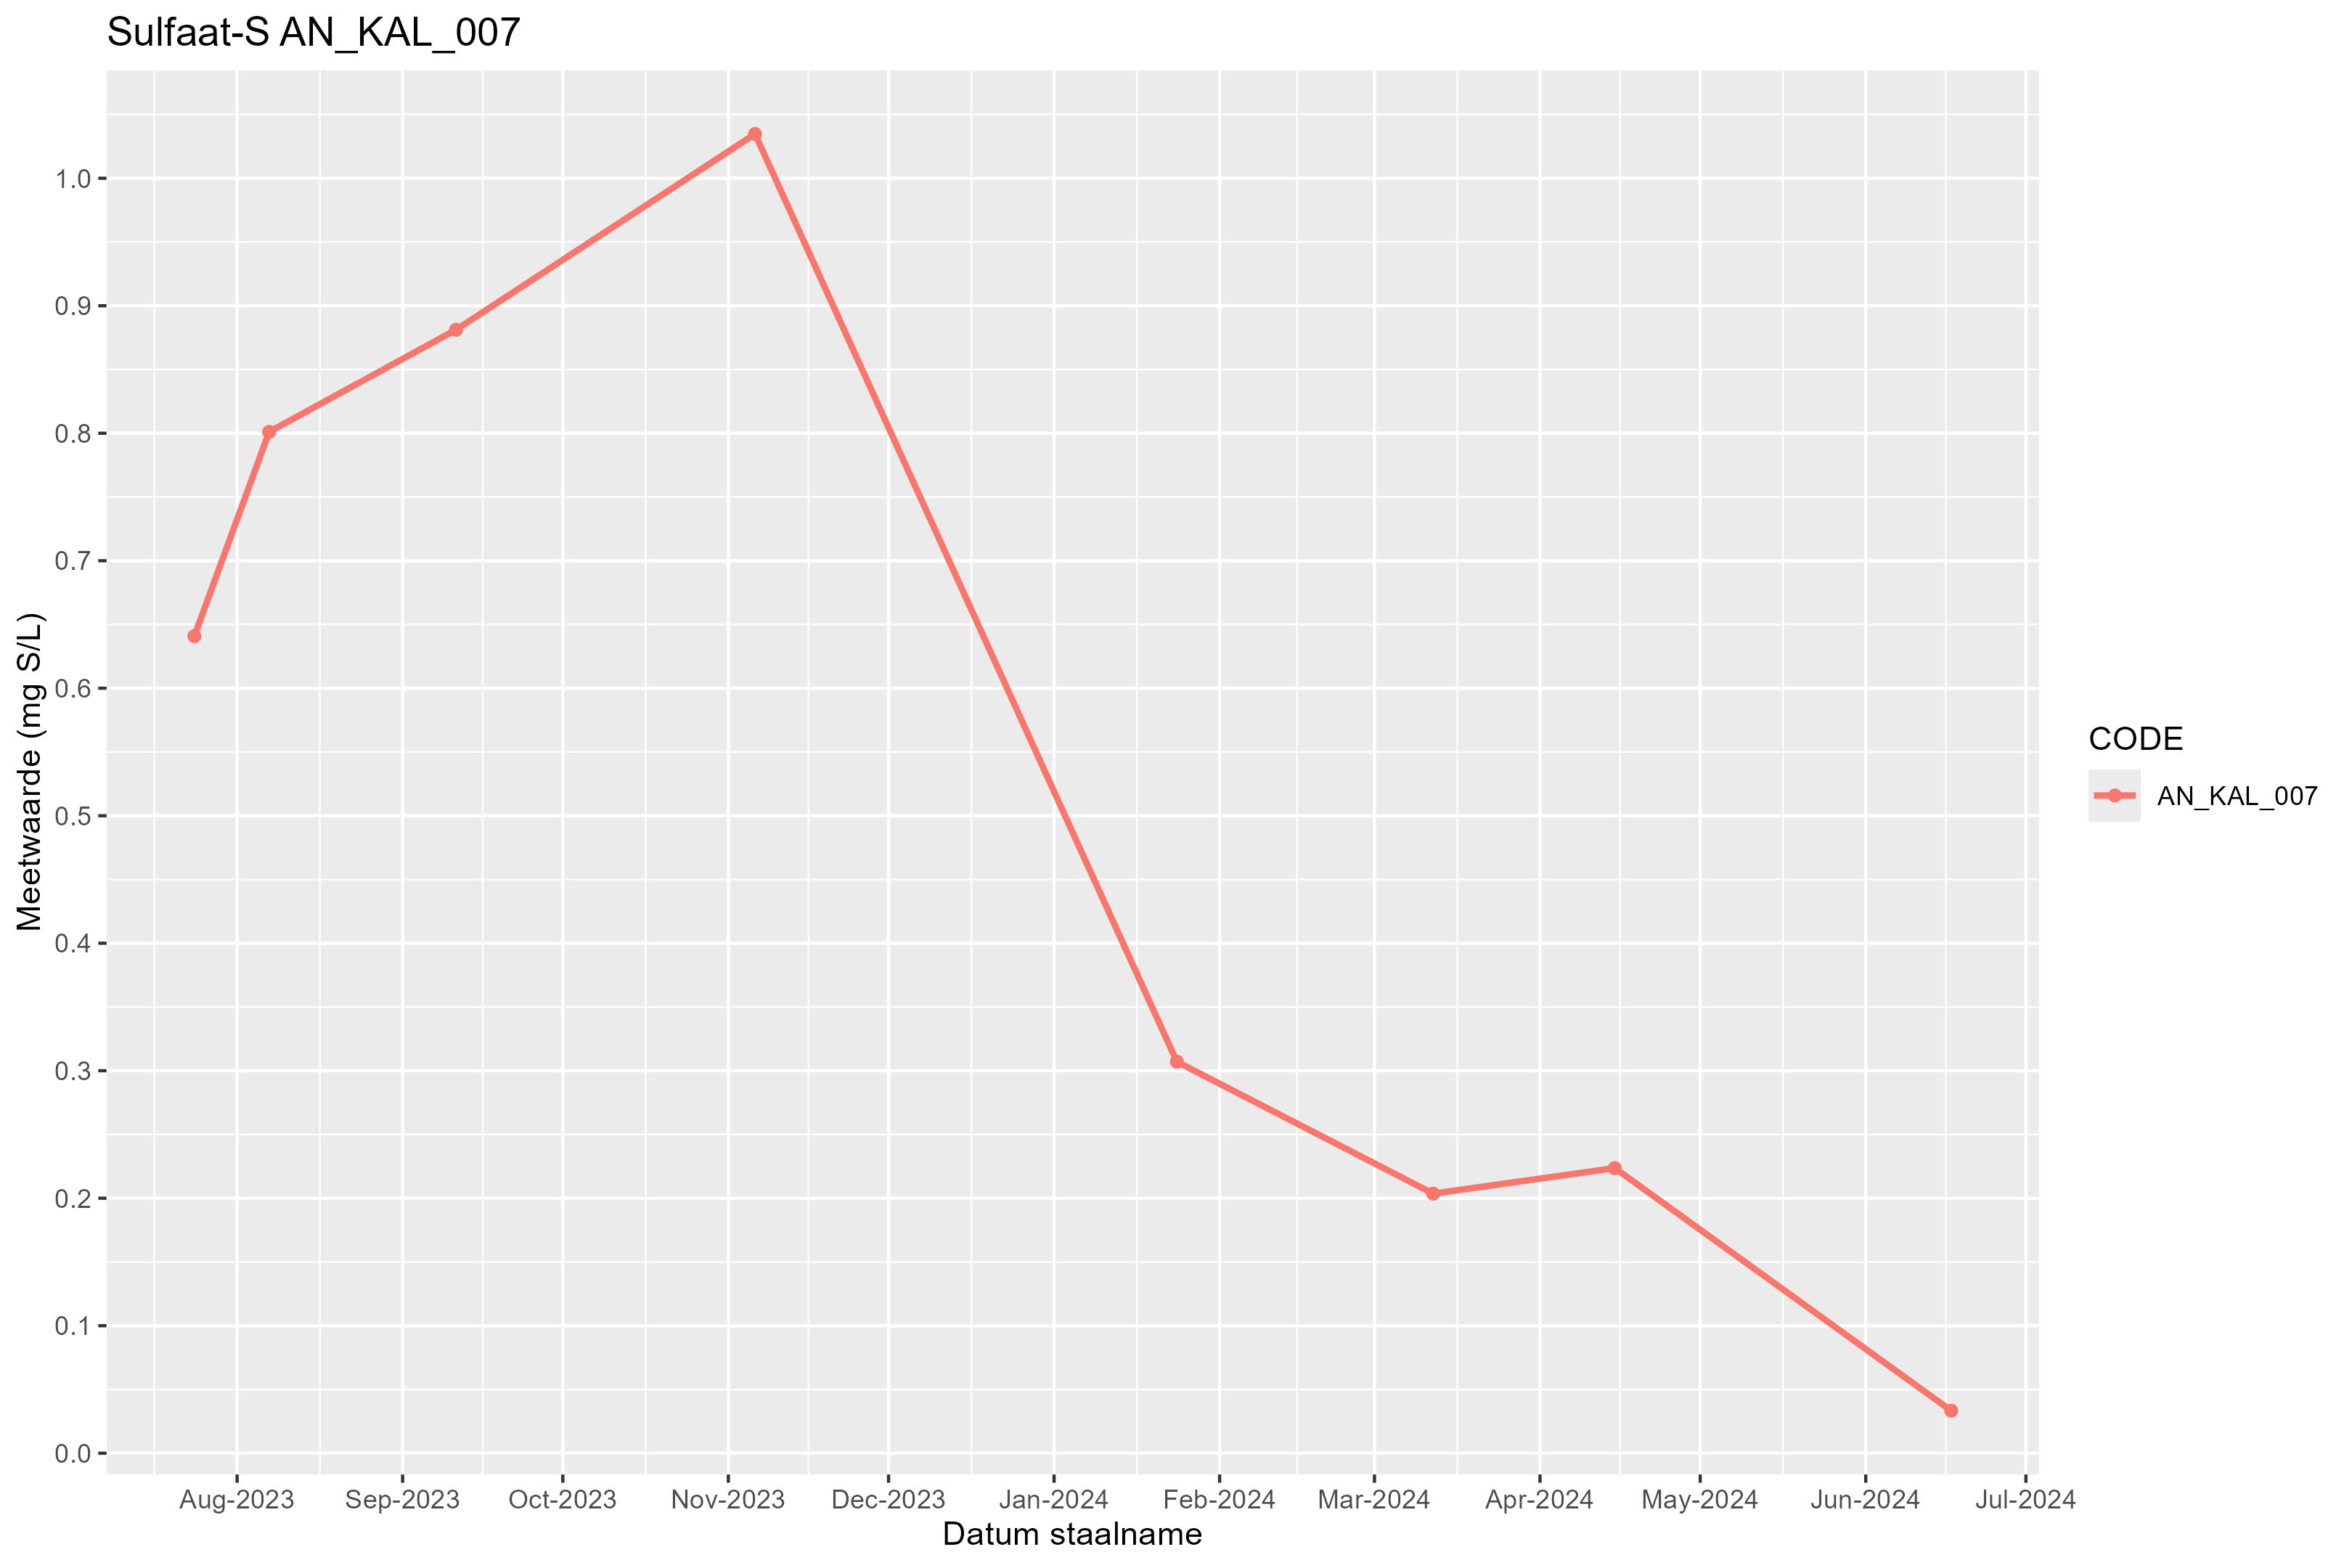 Sulfaat-S AN_KAL_007
Meetwaarde (mg S/L)
1.0
0.9
0.8
0.7
0.6
0.5
0.4
0.3
0.2
0.1
0.0
Aug-2023 Sep-2023 Oct-2023 Nov-2023 Dec-2023 Jan-2024 Feb-2024 Mar-2024 Apr-2024 May-2024 Jun-2024 Jul-2024
Datum staalname
CODE
AN_KAL_007